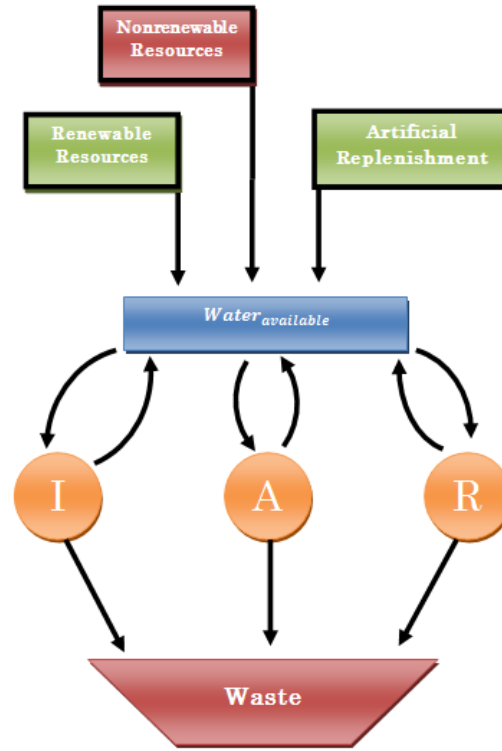 Nonrenewable
Resources
Renewable
Resources
Artificial
Replenishment
Water available
I
A
R
Waste